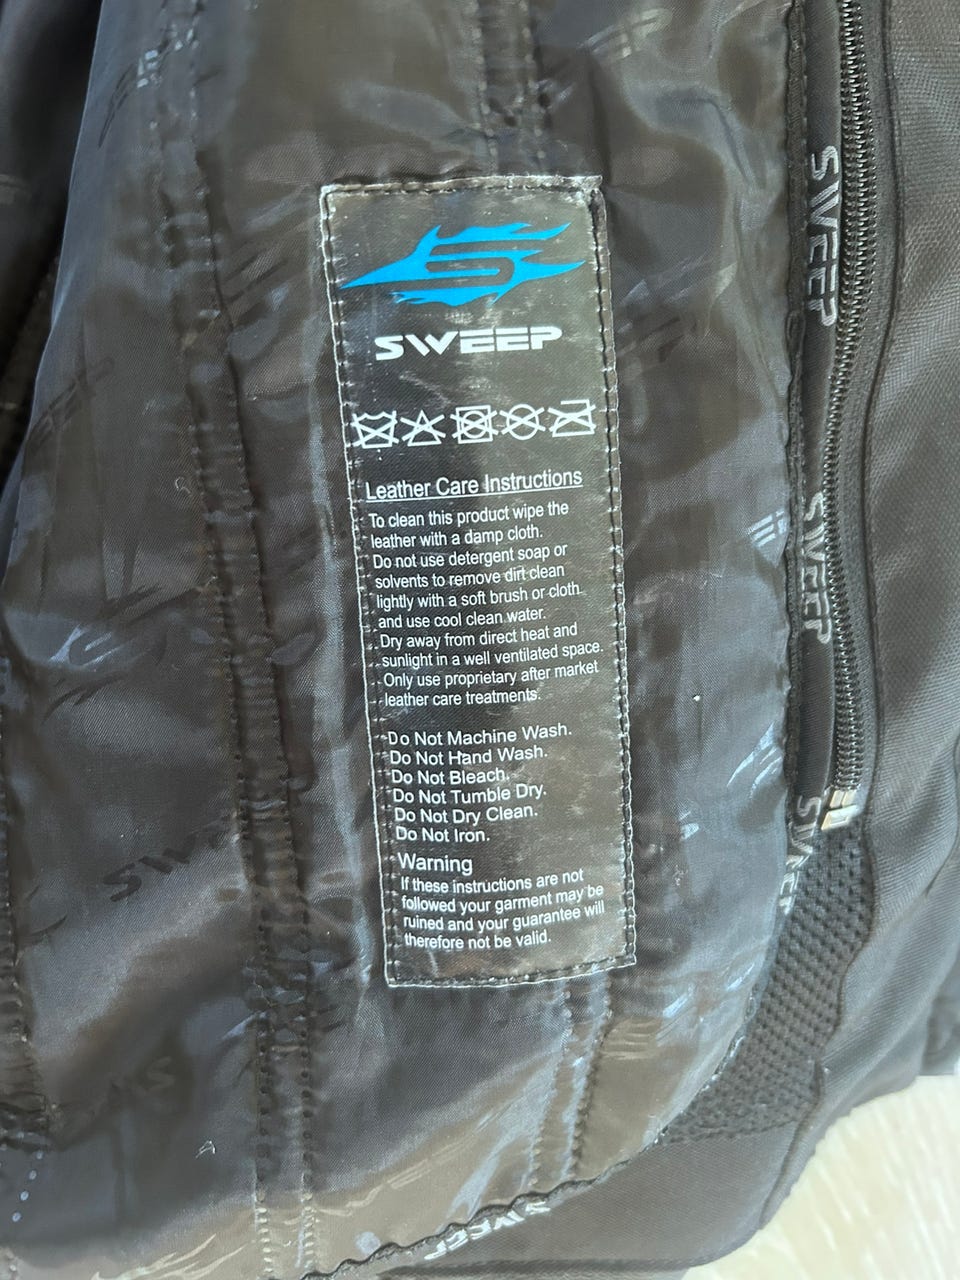 SWEEP
Leather Care Instructions
To clean this product wipe the
leather with a damp cloth.
Do not use detergent soap or
solvents to remove dirt clean
lightly with a soft brush or cloth
and use cool clean water.
Dry away from direct heat and
sunlight in a well ventilated space.
Only use proprietary after market
leather care treatments.
Do Not Machine Wash.
Do Not Hand Wash.
Do Not Bleach.
Do Not Tumble Dry.
Do Not Dry Clean.
Do Not Iron.
Warning
If these instructions are not
followed your garment may be
ruined and your guarantee will
therefore not be valid.
SWEEP
SWEEP
SWEEP
SWEEP